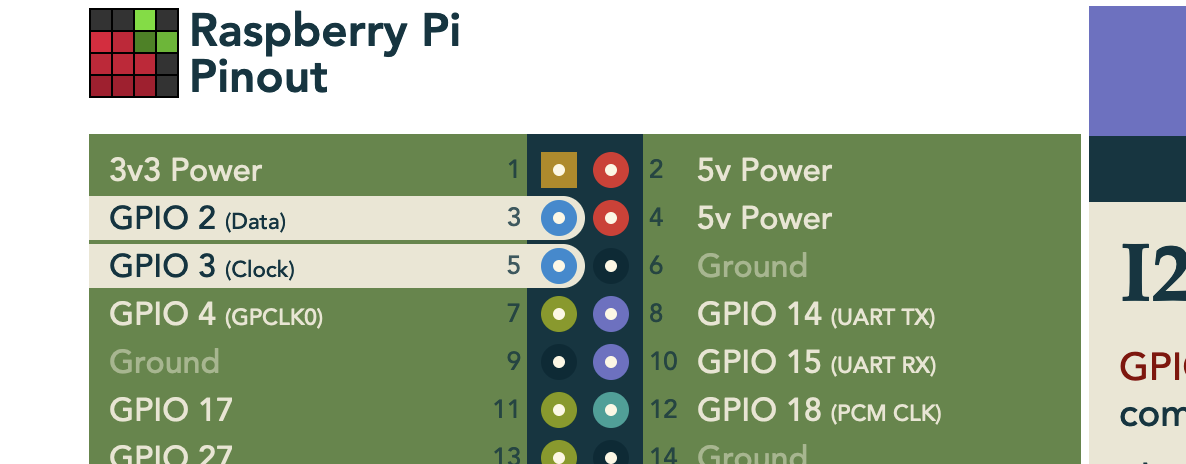 Raspberry Pi
Pinout
3v3 Power 1 2 5v Power
GPIO 2 (Data) 3 4 5v Power
GPIO 3 (Clock) 5 6 Ground
GPIO 4 (GPCLK0) 7 8 GPIO 14 (UART TX)
Ground 9 10 GPIO 15 (UART RX)
GPIO 17 11 12 GPIO 18 (PCM CLK)
GPIO 27 13 14 Ground
I2
GPI
com